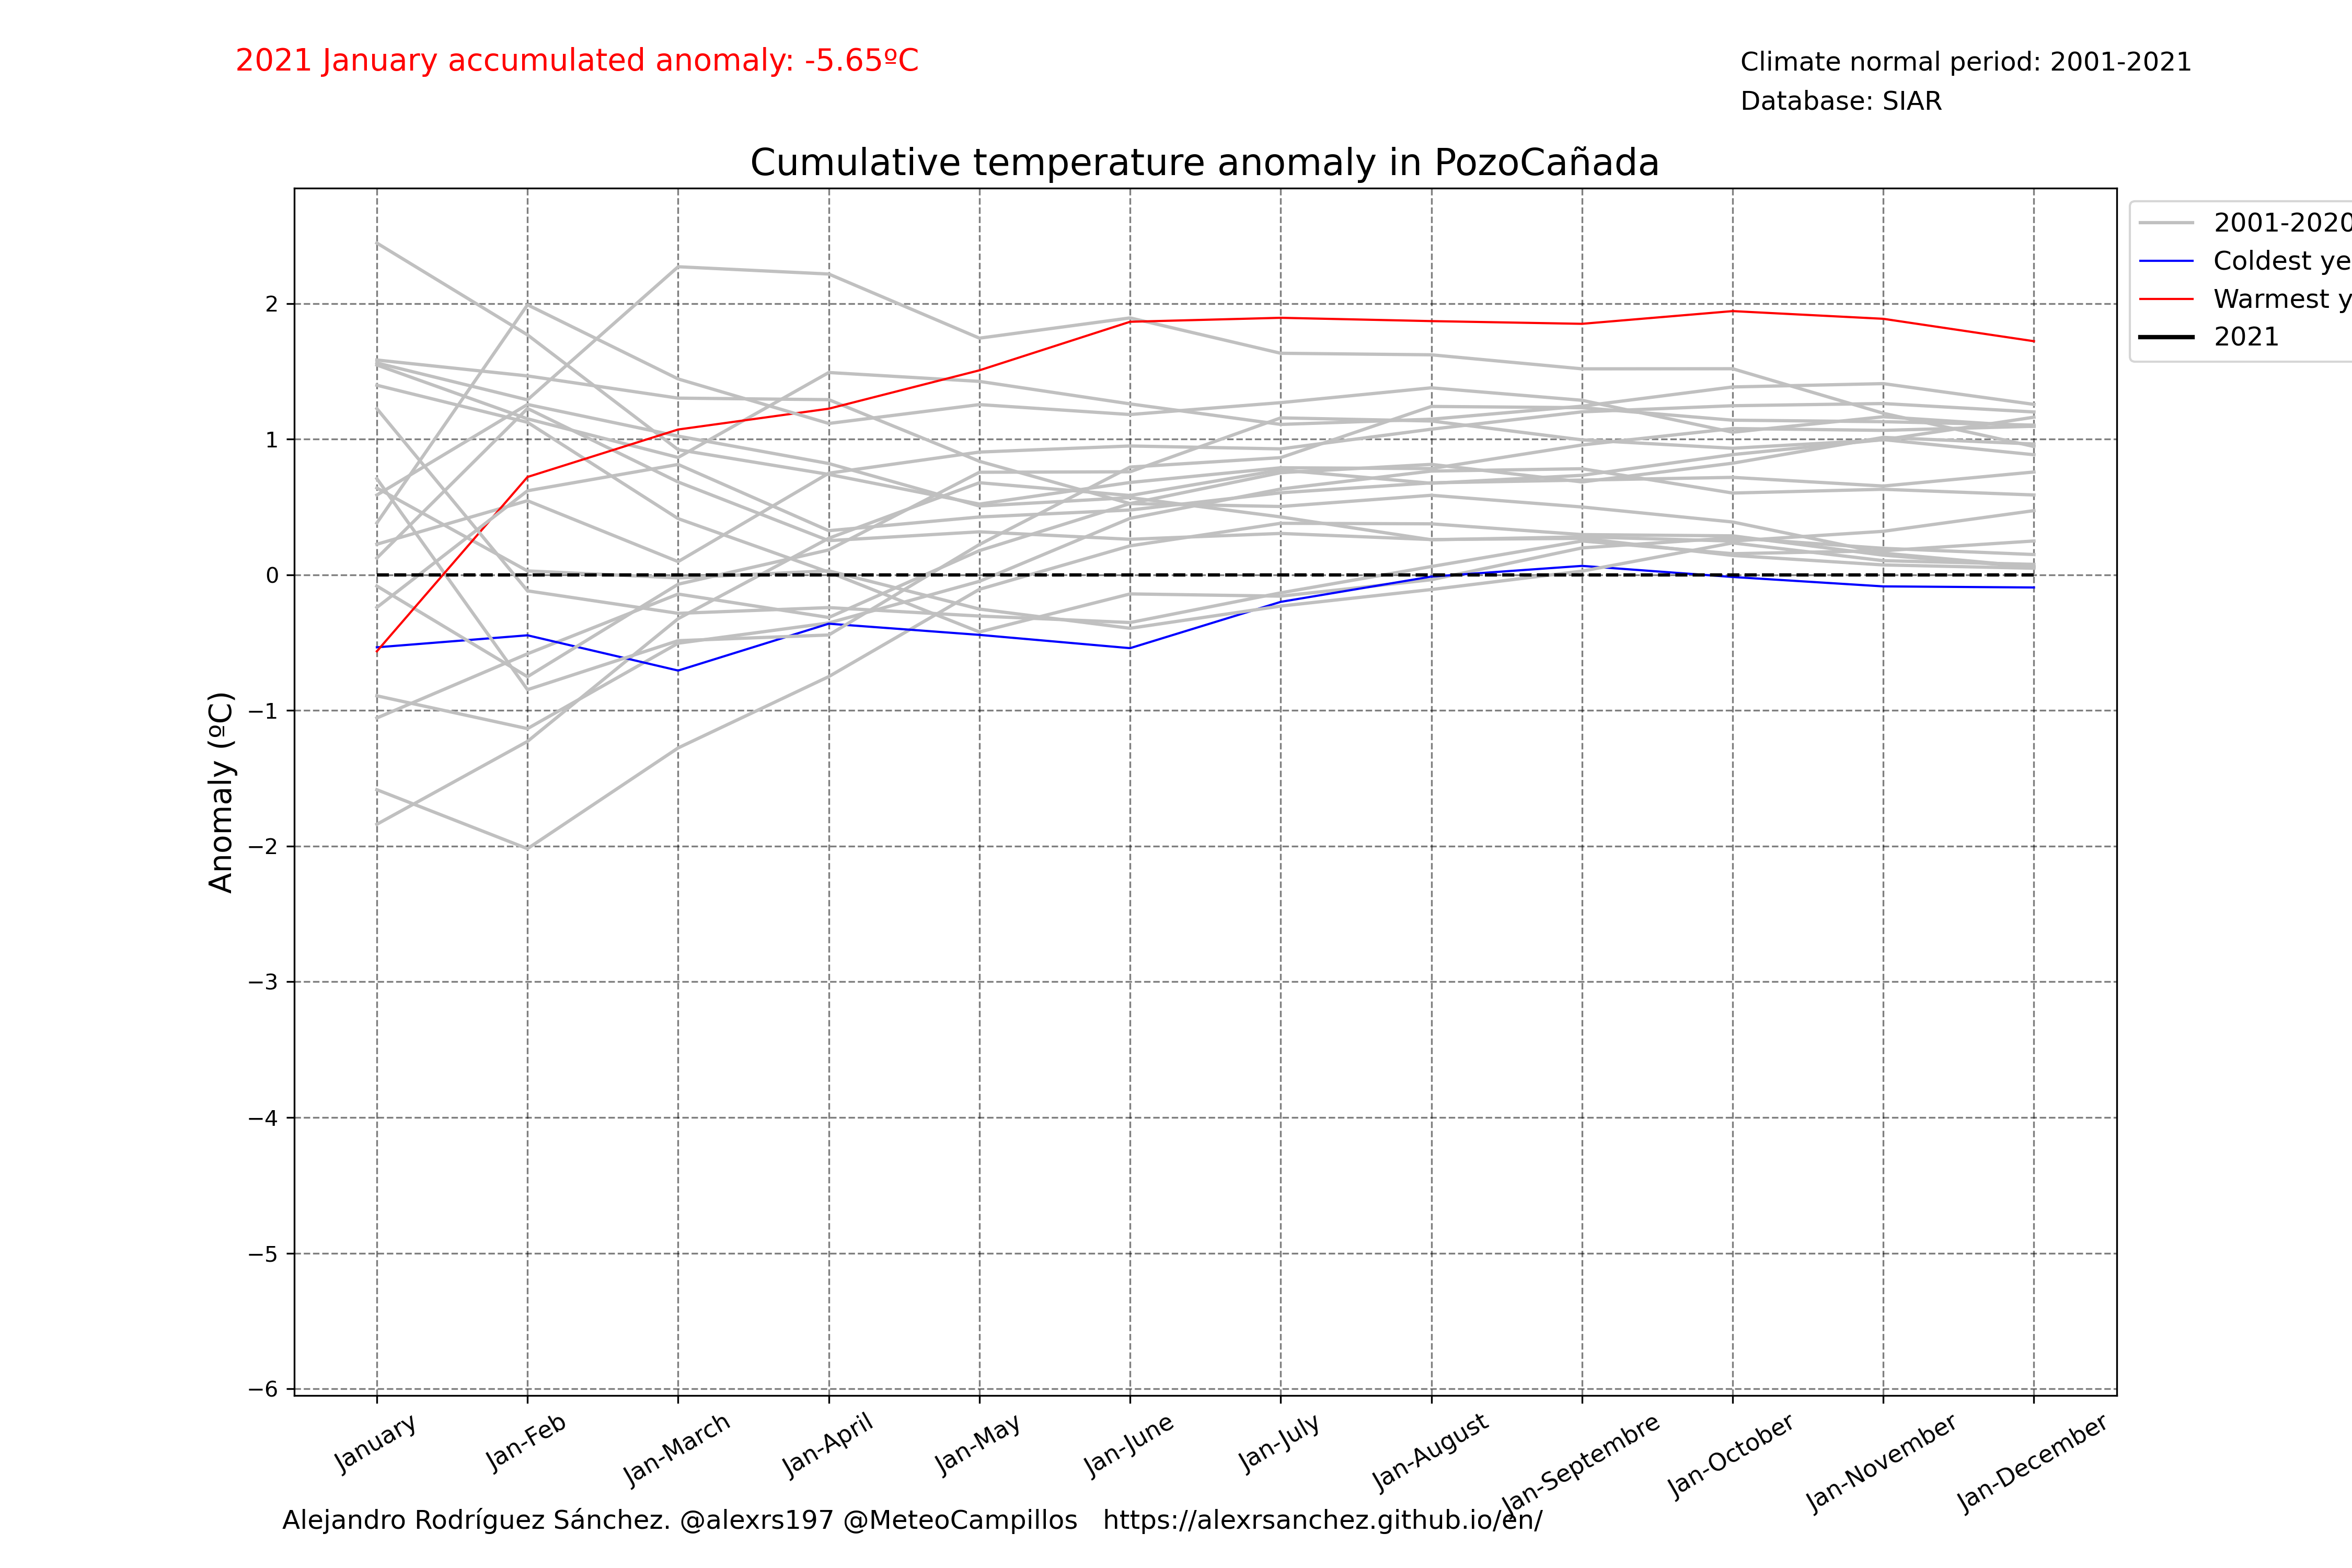 2021 January accumulated anomaly: -5.65ºC
Climate normal period: 2001-2021
Database: SIAR
Cumulative temperature anomaly in PozoCañada
2001-2020
Coldest
Warmest
2021
Anomaly (ºC)
2
1
0
−1
−2
−3
−4
−5
−6
January
Jan-Feb
Jan-March
Jan-April
Jan-May
Jan-June
Jan-July
Jan-August
Jan-Septembre
Jan-October
Jan-November
Jan-December
Alejandro Rodríguez Sánchez. @alexrs197 @MeteoCampillos https://alexrsanchez.github.io/en/